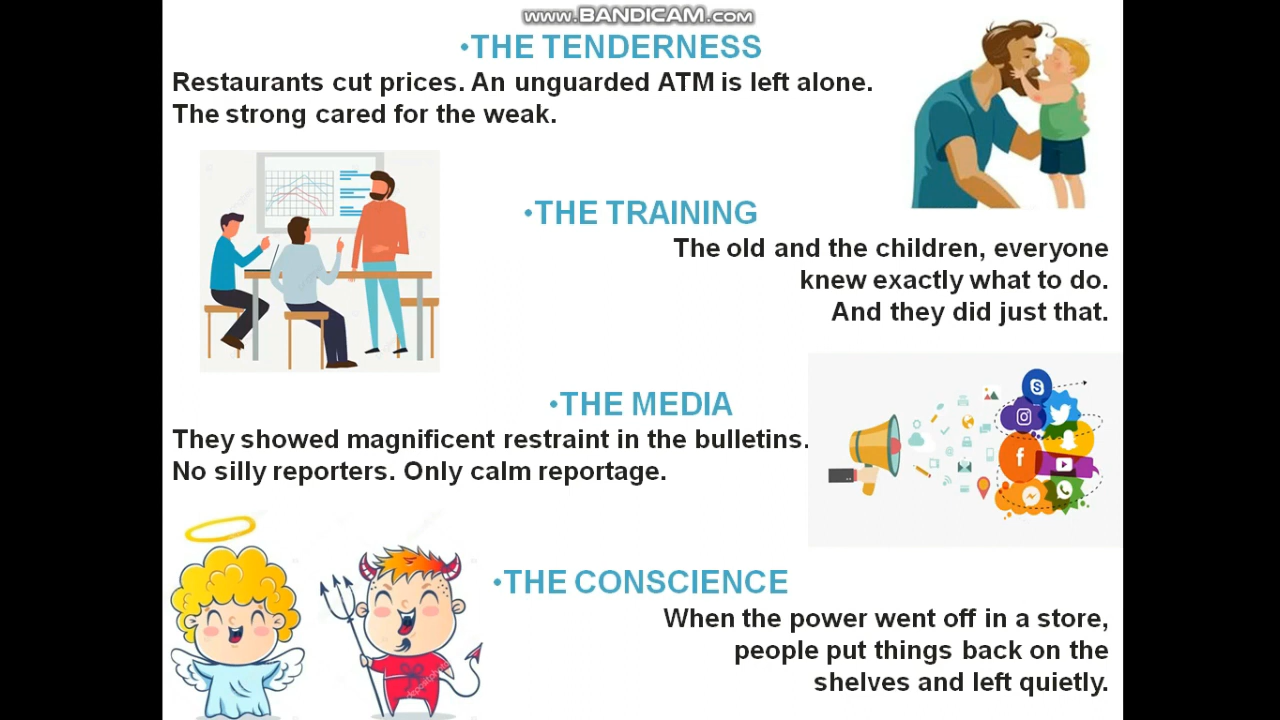 www.BANDICAM.com
•THE TENDERNESS
Restaurants cut prices. An unguarded ATM is left alone.
The strong cared for the weak.
•THE TRAINING
The old and the children, everyone
knew exactly what to do.
And they did just that.
•THE MEDIA
They showed magnificent restraint in the bulletins.
No silly reporters. Only calm reportage.
•THE CONSCIENCE
When the power went off in a store,
people put things back on the
shelves and left quietly.